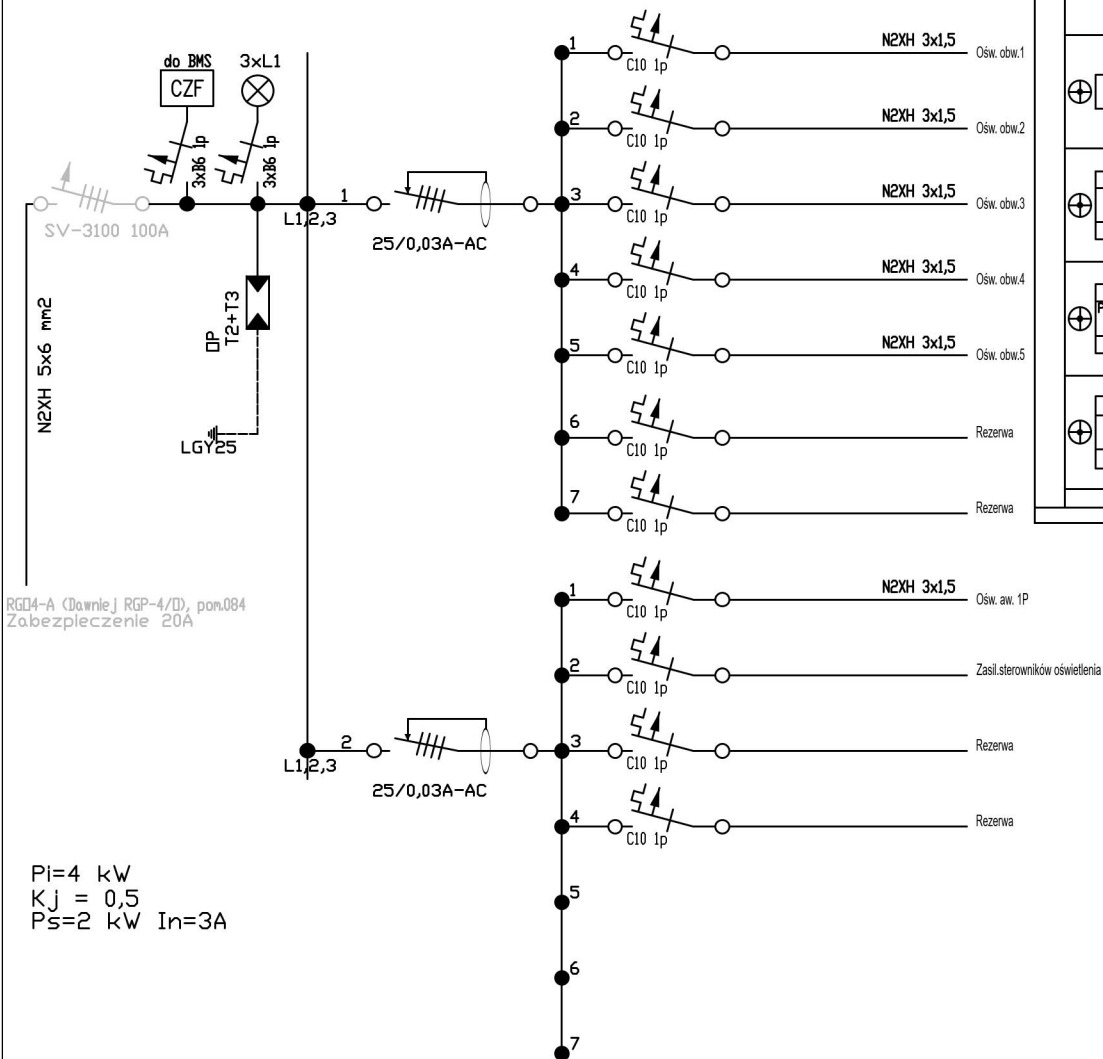 do BMS
CZF
3xL1
3xB6 1p
3xB6 1p
SV-3100 100A
L1,2,3
1
25/0,03A-AC
N2XH 5x6 mm2
OP
T2+T3
LGY25
RGO4-A (Dawniej RGP-4/O), pom.084
Zabezpieczenie 20A
1
C10 1p
N2XH 3x1,5
Ośw. obw.1
2
C10 1p
N2XH 3x1,5
Ośw. obw.2
3
C10 1p
N2XH 3x1,5
Ośw. obw.3
4
C10 1p
N2XH 3x1,5
Ośw. obw.4
5
C10 1p
N2XH 3x1,5
Ośw. obw.5
6
C10 1p
Rezerwa
7
C10 1p
Rezerwa
L1,2,3
2
25/0,03A-AC
1
C10 1p
N2XH 3x1,5
Ośw. aw. 1P
2
C10 1p
Zasil.sterowników oświetlenia
3
C10 1p
Rezerwa
4
C10 1p
Rezerwa
5
6
7
Pi=4 kW
Kj = 0,5
Ps=2 kW In=3A